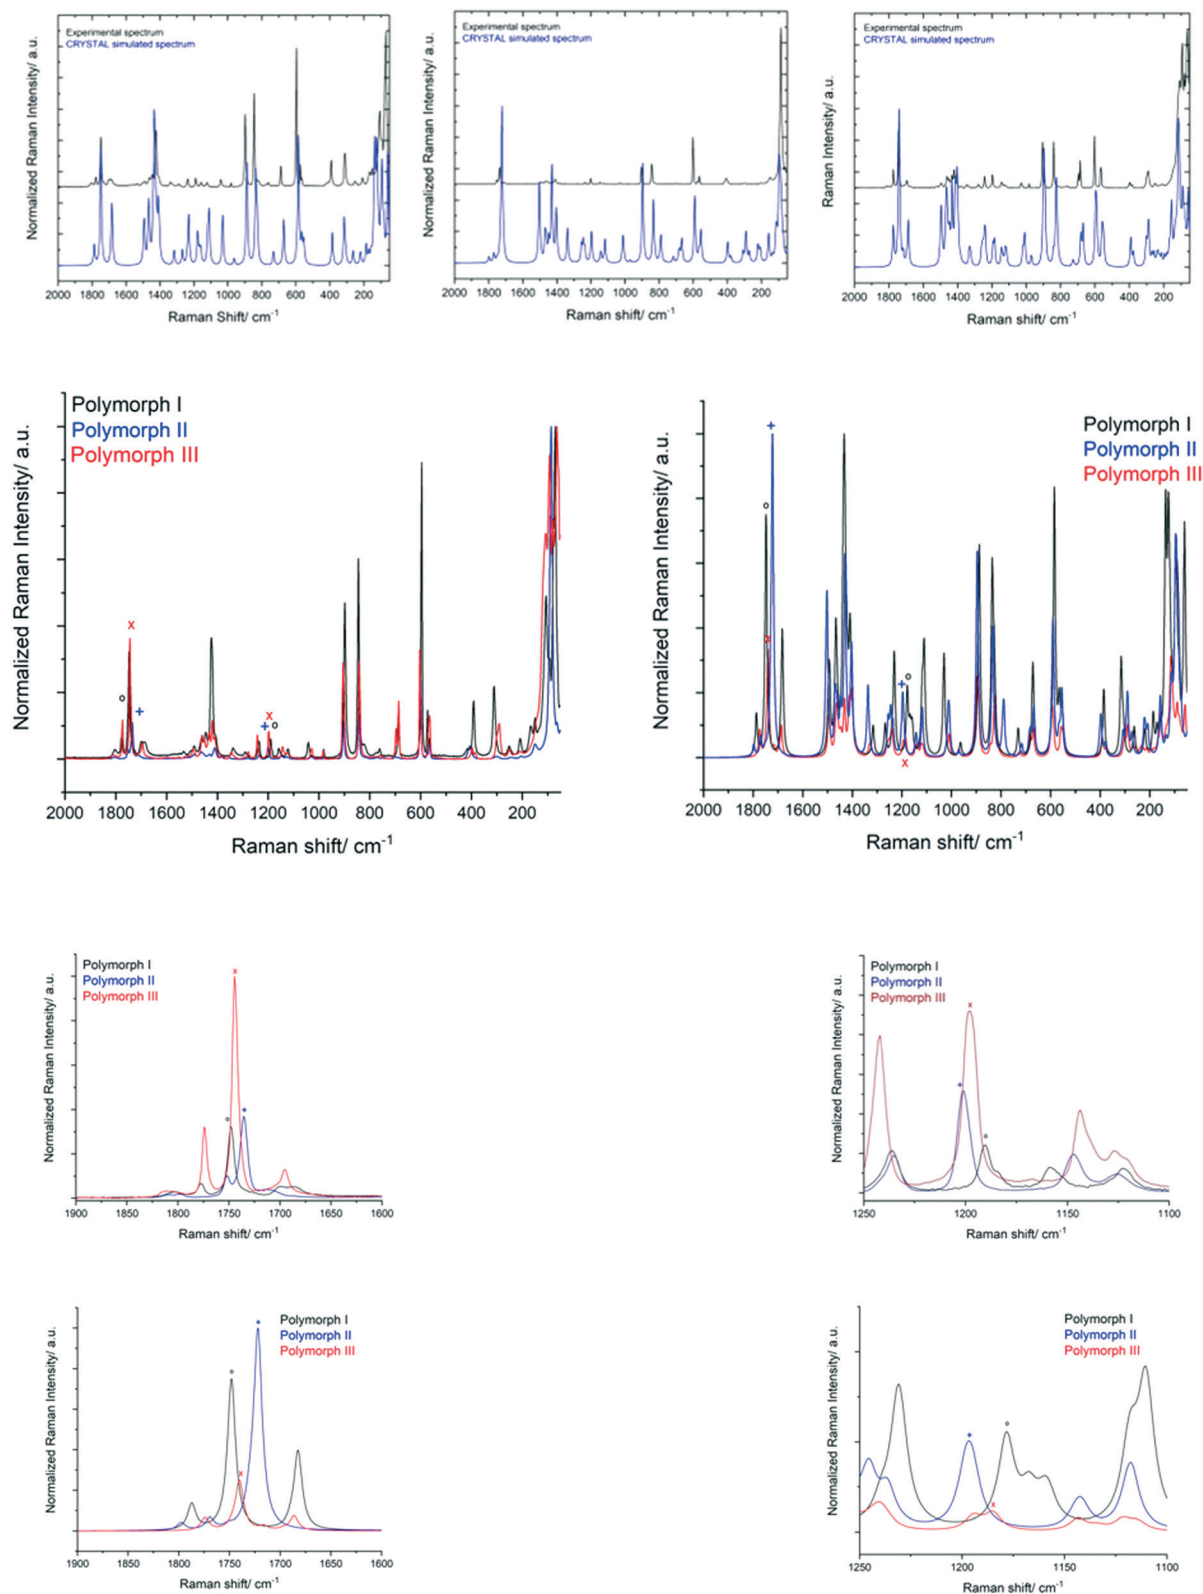 Experimental spectrum
CRYSTAL simulated spectrum
Normalized Raman Intensity/ a.u.
2000 1800 1600 1400 1200 1000 800 600 400 200
Raman Shift/ cm-1
Experimental spectrum
CRYSTAL simulated spectrum
Normalized Raman Intensity/ a.u.
2000 1800 1600 1400 1200 1000 800 600 400 200
Raman shift/ cm-1
Experimental spectrum
CRYSTAL simulated spectrum
Raman Intensity/ a.u.
2000 1800 1600 1400 1200 1000 800 600 400 200
Raman shift/ cm-1
Polymorph I
Polymorph II
Polymorph III
Normalized Raman Intensity/ a.u.
x
o
+
+
x
o
2000 1800 1600 1400 1200 1000 800 600 400 200
Raman shift/ cm-1
Polymorph I
Polymorph II
Polymorph III
Normalized Raman Intensity/ a.u.
+
o
x
+
o
x
2000 1800 1600 1400 1200 1000 800 600 400 200
Raman shift/ cm-1
Polymorph I
Polymorph II
Polymorph III
Normalized Raman Intensity/ a.u.
x
o
+
1900 1850 1800 1750 1700 1650 1600
Raman shift/ cm-1
Polymorph I
Polymorph II
Polymorph III
Normalized Raman Intensity/ a.u.
x
+
o
1250 1200 1150 1100
Raman shift/ cm-1
Polymorph I
Polymorph II
Polymorph III
Normalized Raman Intensity/ a.u.
+
o
x
1900 1850 1800 1750 1700 1650 1600
Raman shift/ cm-1
Polymorph I
Polymorph II
Polymorph III
Normalized Raman Intensity/ a.u.
o
+
x
1250 1200 1150 1100
Raman shift/ cm-1